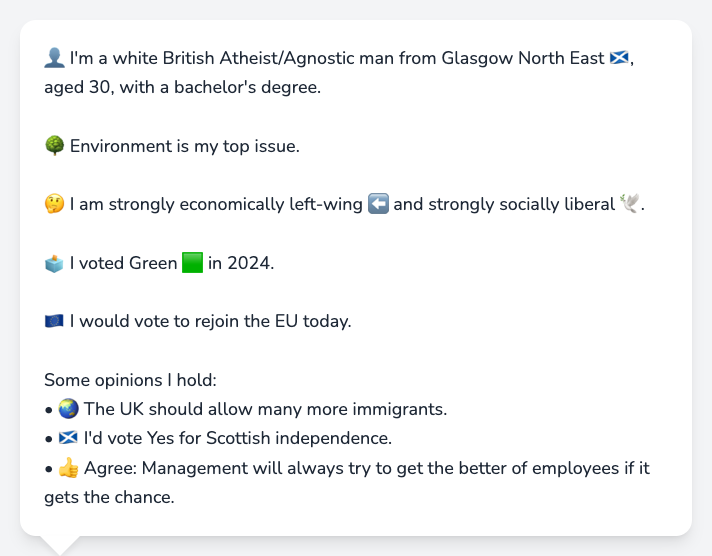 👤 I'm a white British Atheist/Agnostic man from Glasgow North East 🏴󠁧󠁢󠁳󠁣󠁴󠁿,
aged 30, with a bachelor's degree.
🌳 Environment is my top issue.
🤔 I am strongly economically left-wing ⬅️ and strongly socially liberal 🕊️.
🗳️ I voted Green 🟩 in 2024.
🇪🇺 I would vote to rejoin the EU today.
Some opinions I hold:
• 🌏 The UK should allow many more immigrants.
• 🏴󠁧󠁢󠁳󠁣󠁴󠁿 I'd vote Yes for Scottish independence.
• 👍 Agree: Management will always try to get the better of employees if it
gets the chance.